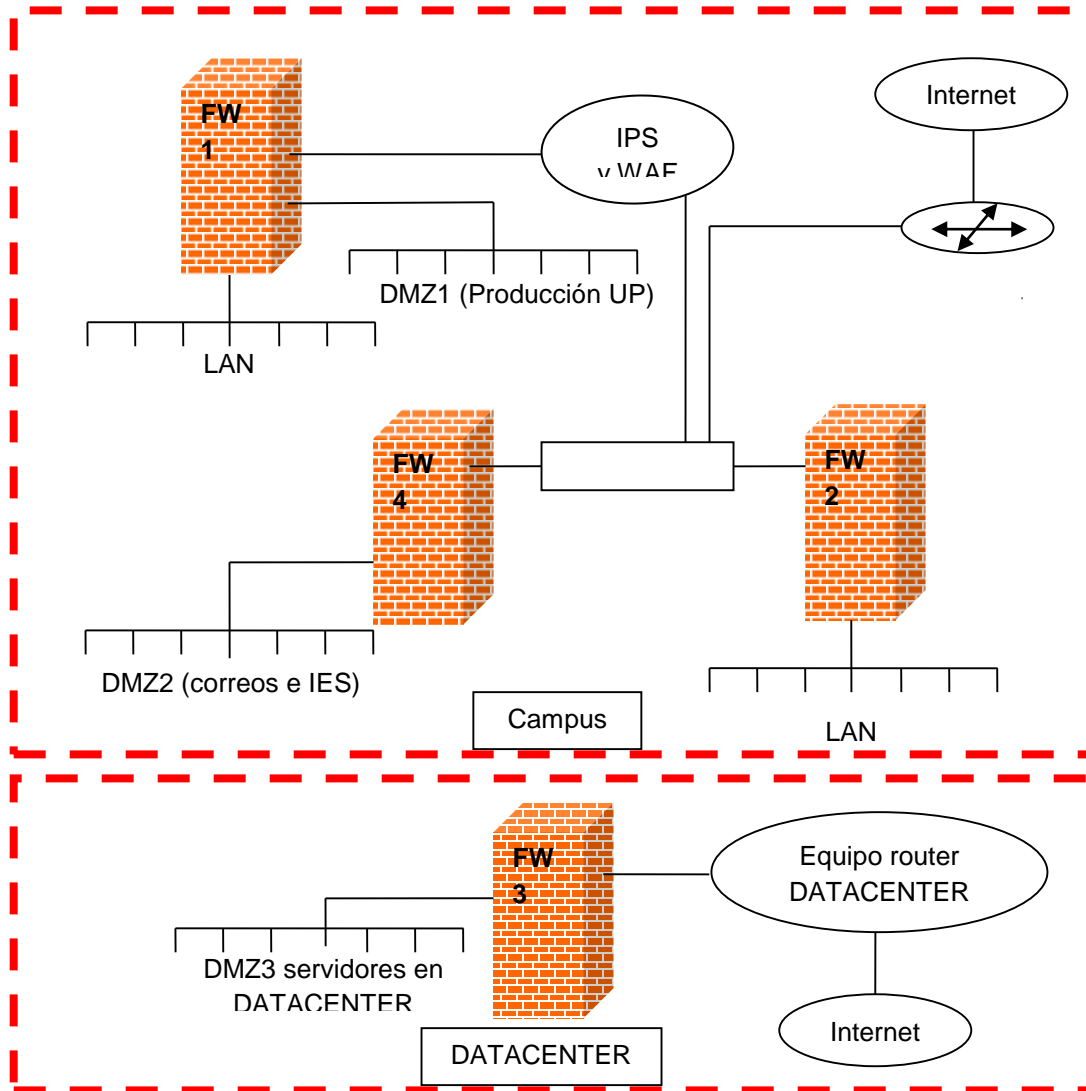 FW
1
IPS
y WAF
Internet
DMZ1 (Producción UP)
LAN
FW
4
FW
2
DMZ2 (correos e IES)
Campus
LAN
FW
3
Equipo router
DATACENTER
DMZ3 servidores en
DATACENTER
Internet
DATACENTER